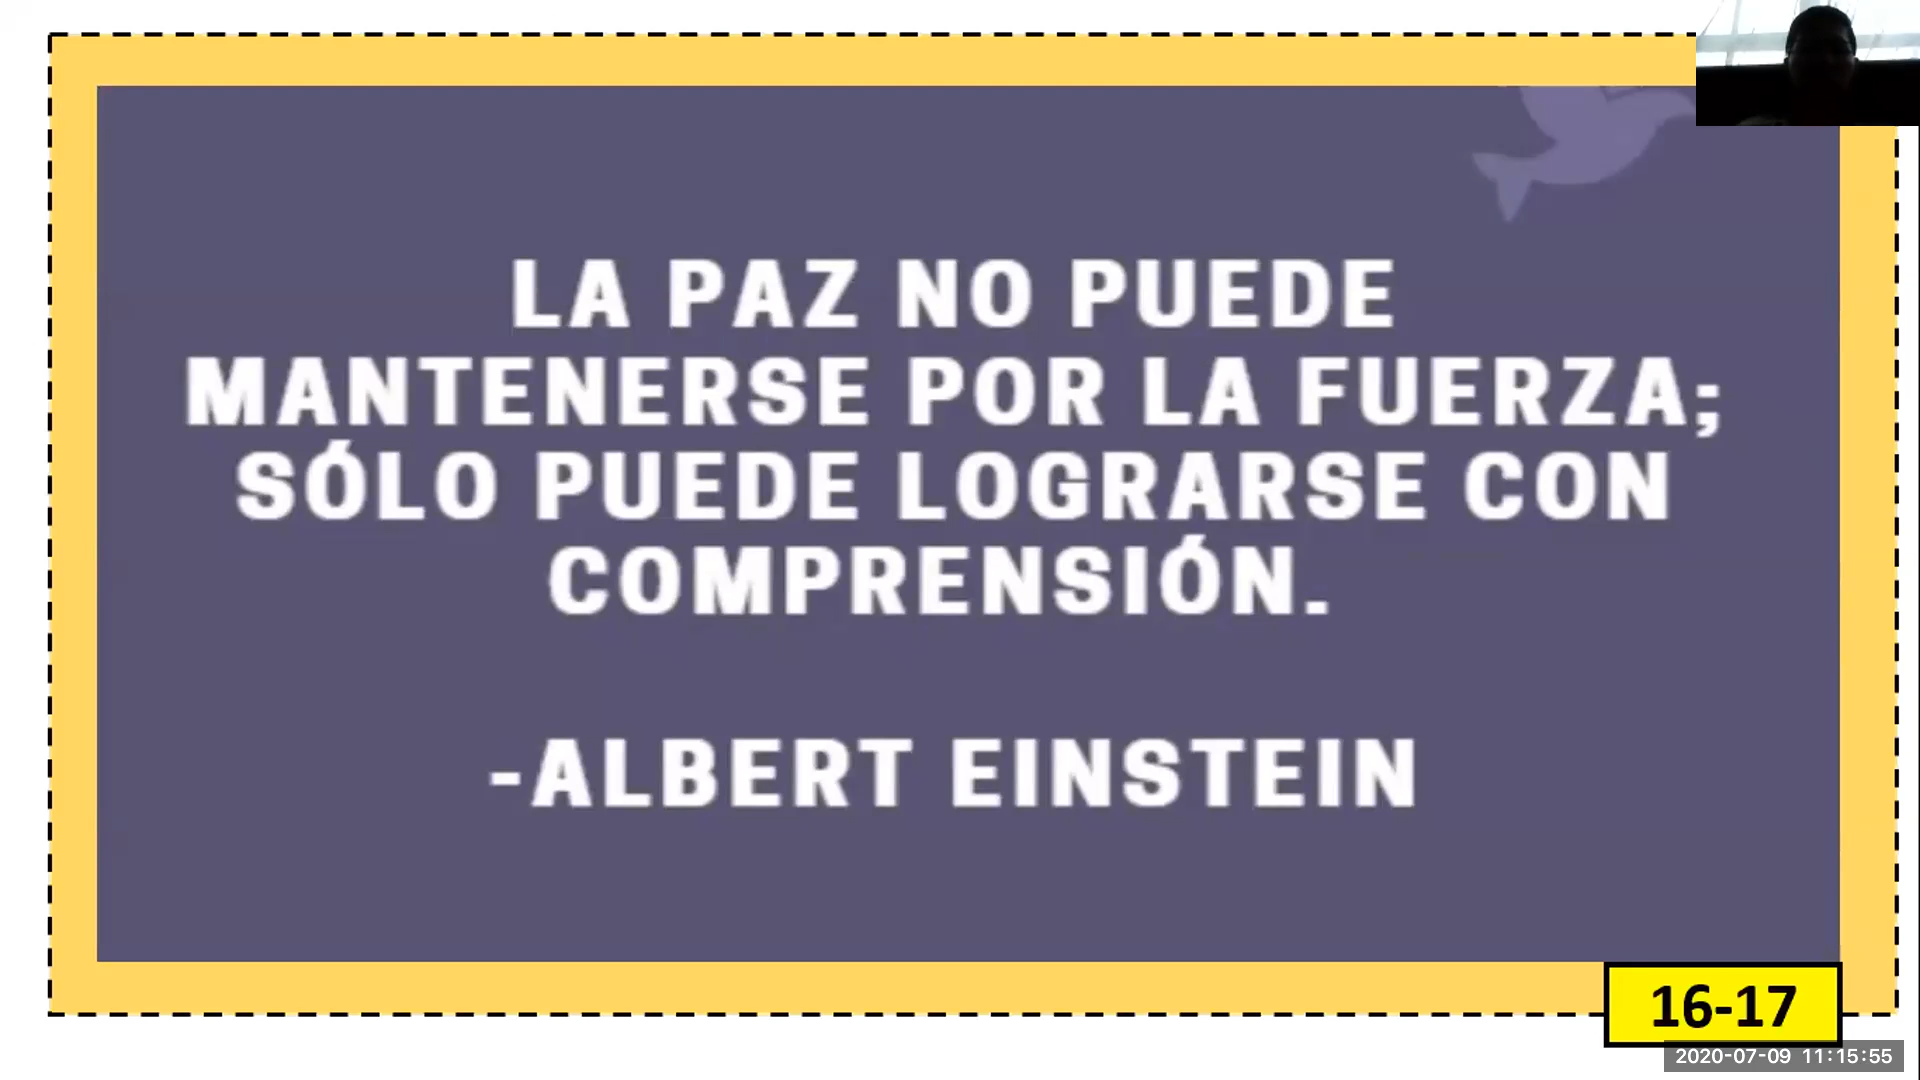 LA PAZ NO PUEDE
MANTENERSE POR LA FUERZA;
SÓLO PUEDE LOGRARSE CON
COMPRENSIÓN.
-ALBERT EINSTEIN
16-17
2020-07-09 11:15:55